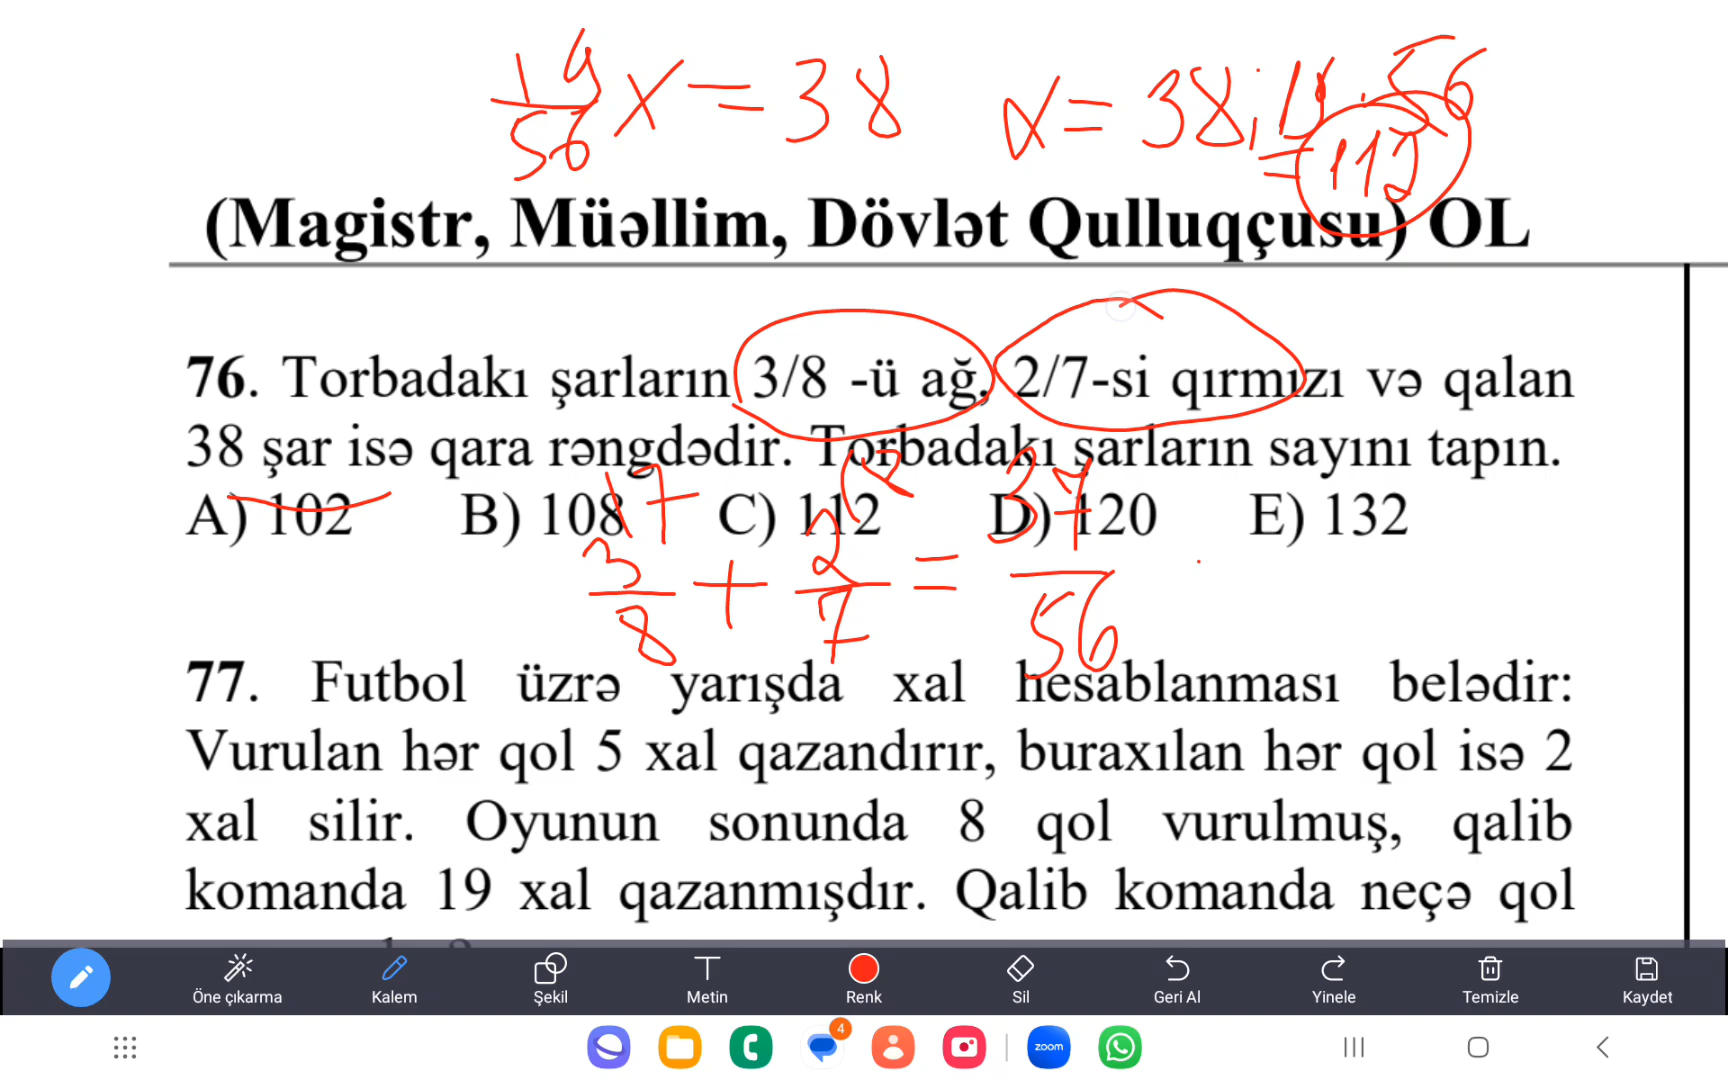 19/56 x = 38 x = 38:19·56
= 112
(Magistr, Müəllim, Dövlət Qulluqçusu) OL
76. Torbadakı şarların 3/8 -ü ağ, 2/7-si qırmızı və qalan
38 şar isə qara rəngdədir. Torbadakı şarların sayını tapın.
A) 102 B) 108 C) 112 D) 120 E) 132
3/8 + 2/7 = 37/56
77. Futbol üzrə yarışda xal hesablanması belədir:
Vurulan hər qol 5 xal qazandırır, buraxılan hər qol isə 2
xal silir. Oyunun sonunda 8 qol vurulmuş, qalib
komanda 19 xal qazanmışdır. Qalib komanda neçə qol
Öne çıkarma Kalem Şekil Metin Renk Sil Geri Al Yinele Temizle Kaydet
4
zoom